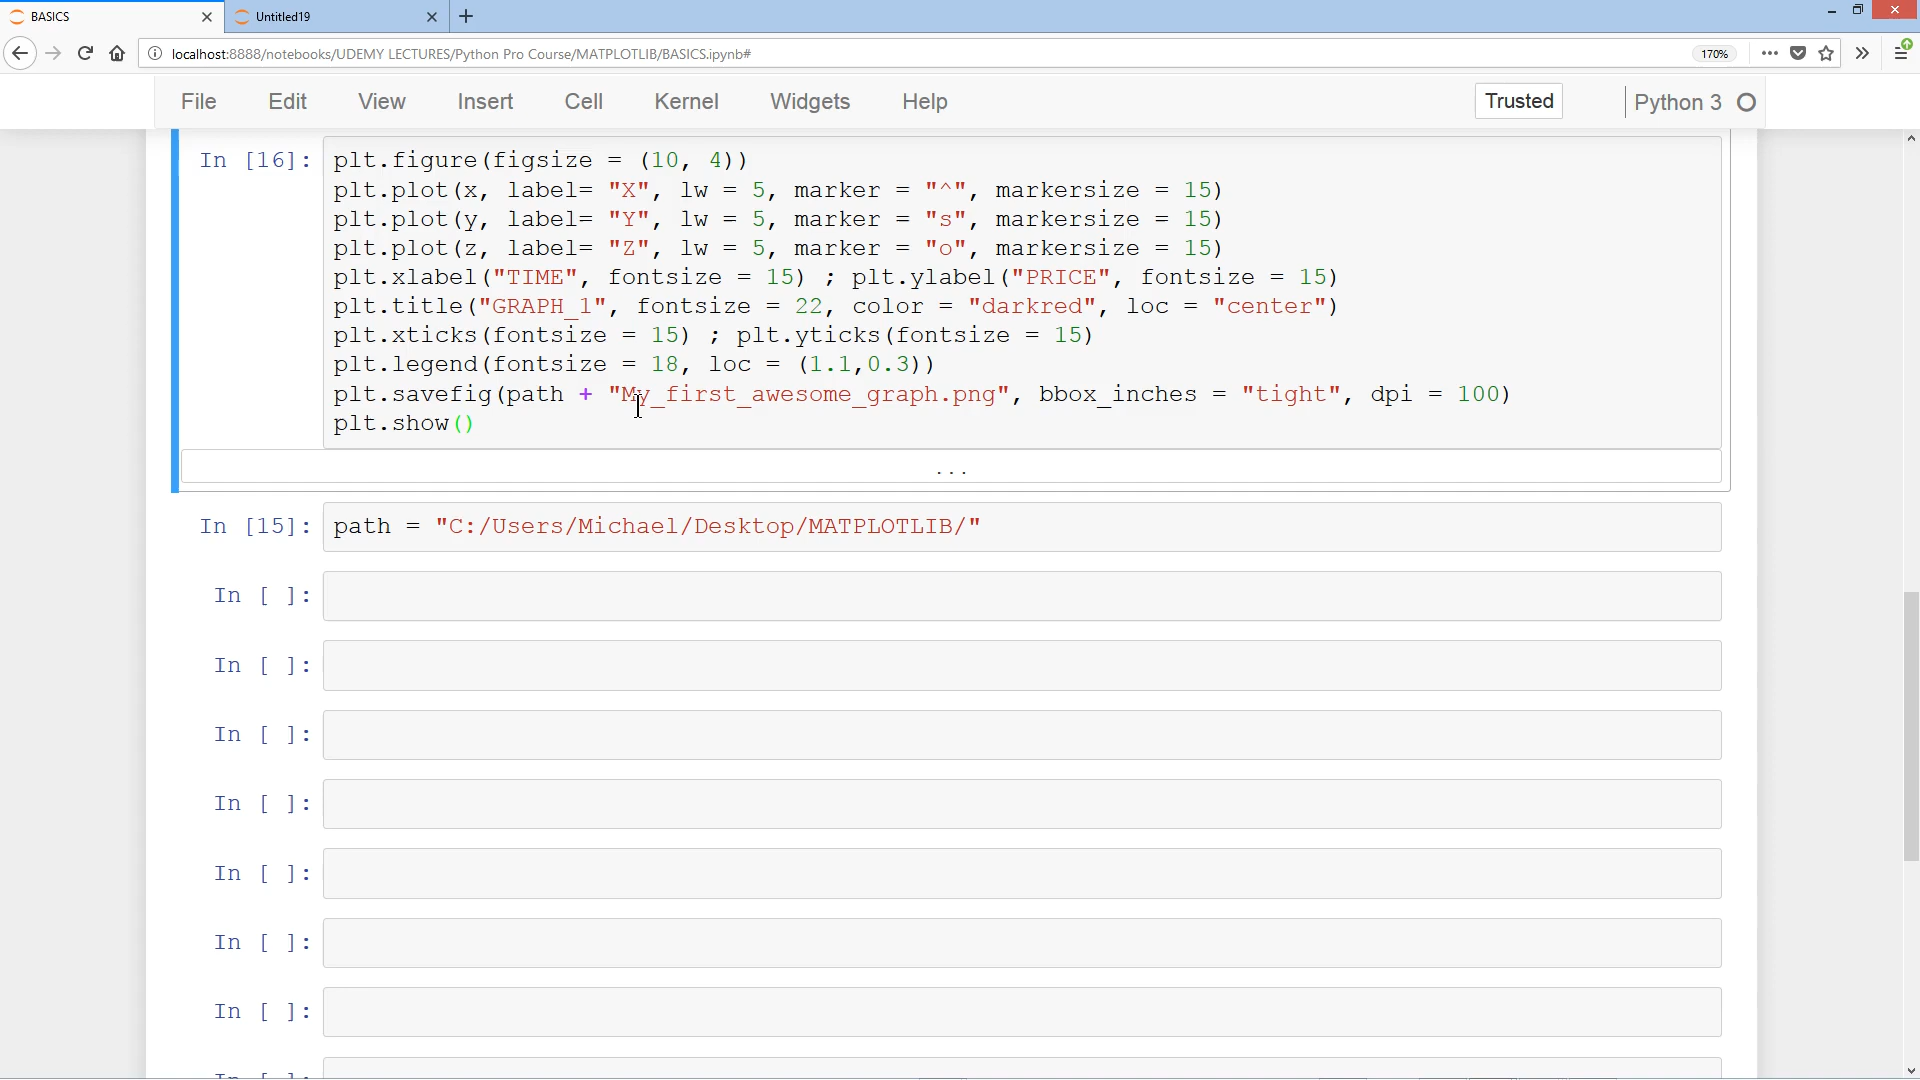 BASICS
Untitled19
localhost:8888/notebooks/UDEMY LECTURES/Python Pro Course/MATPLOTLIB/BASICS.ipynb#
170%
File Edit View Insert Cell Kernel Widgets Help
Trusted
Python 3
In [16]:
plt.figure(figsize = (10, 4))
plt.plot(x, label= "X", lw = 5, marker = "^", markersize = 15)
plt.plot(y, label= "Y", lw = 5, marker = "s", markersize = 15)
plt.plot(z, label= "Z", lw = 5, marker = "o", markersize = 15)
plt.xlabel("TIME", fontsize = 15) ; plt.ylabel("PRICE", fontsize = 15)
plt.title("GRAPH_1", fontsize = 22, color = "darkred", loc = "center")
plt.xticks(fontsize = 15) ; plt.yticks(fontsize = 15)
plt.legend(fontsize = 18, loc = (1.1,0.3))
plt.savefig(path + "My_first_awesome_graph.png", bbox_inches = "tight", dpi = 100)
plt.show()
...
In [15]:
path = "C:/Users/Michael/Desktop/MATPLOTLIB/"
In [ ]:
In [ ]:
In [ ]:
In [ ]:
In [ ]:
In [ ]:
In [ ]: